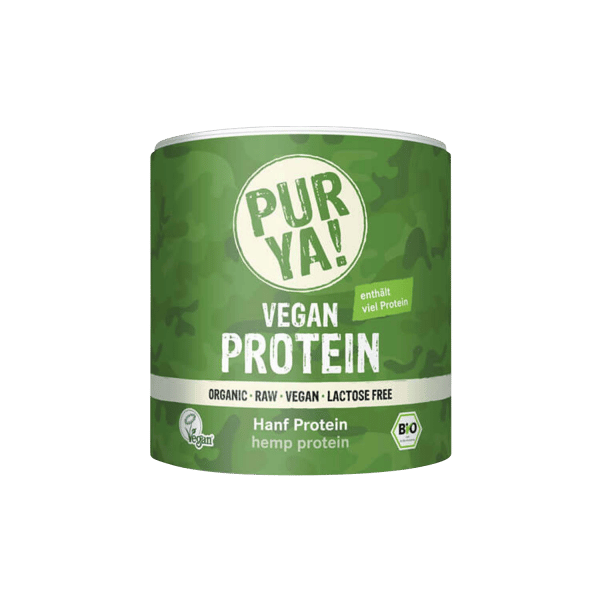 PUR
YA!
enthält
viel Protein
VEGAN
PROTEIN
ORGANIC · RAW · VEGAN · LACTOSE FREE
Hanf Protein
hemp protein
Vegan
BIO